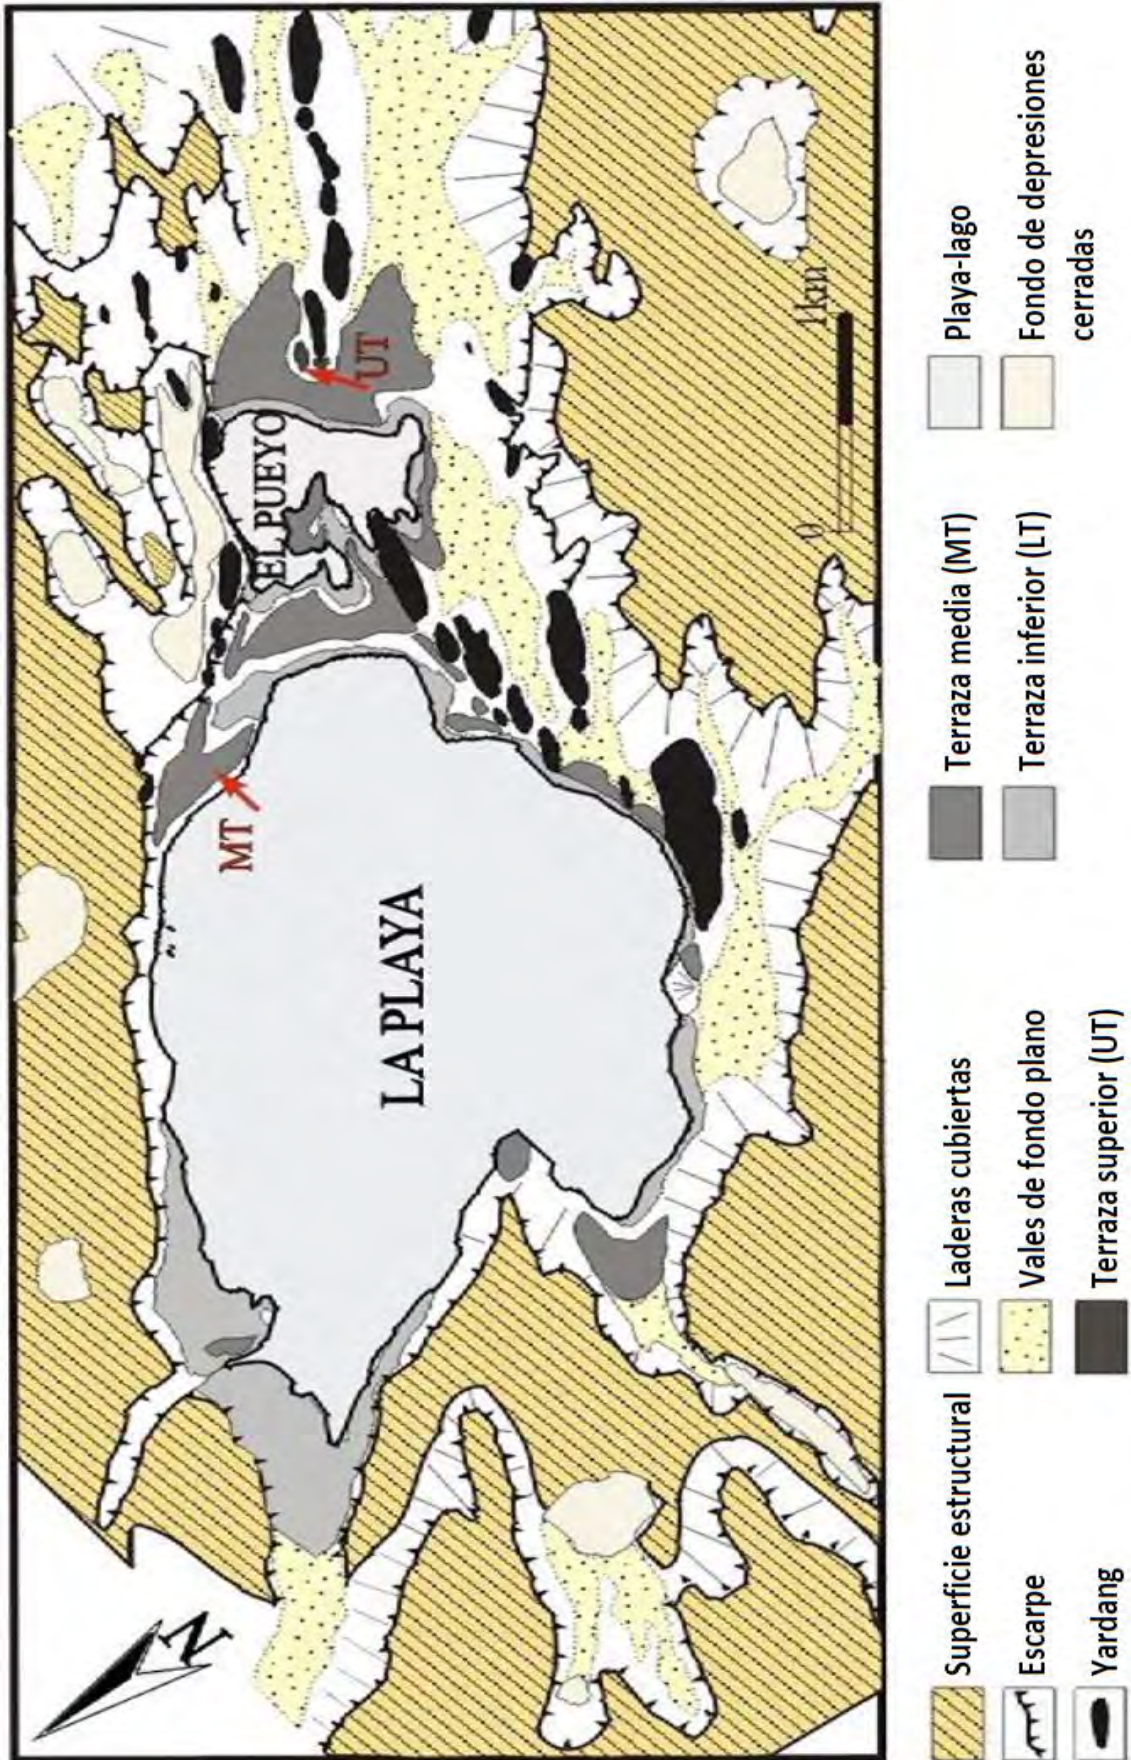 N
LA PLAYA
MT
EL PUEYO
UT
0
1km
Superficie estructural
Escarpe
Yardang
Laderas cubiertas
Vales de fondo plano
Terraza superior (UT)
Terraza media (MT)
Terraza inferior (LT)
Playa-lago
Fondo de depresiones
cerradas